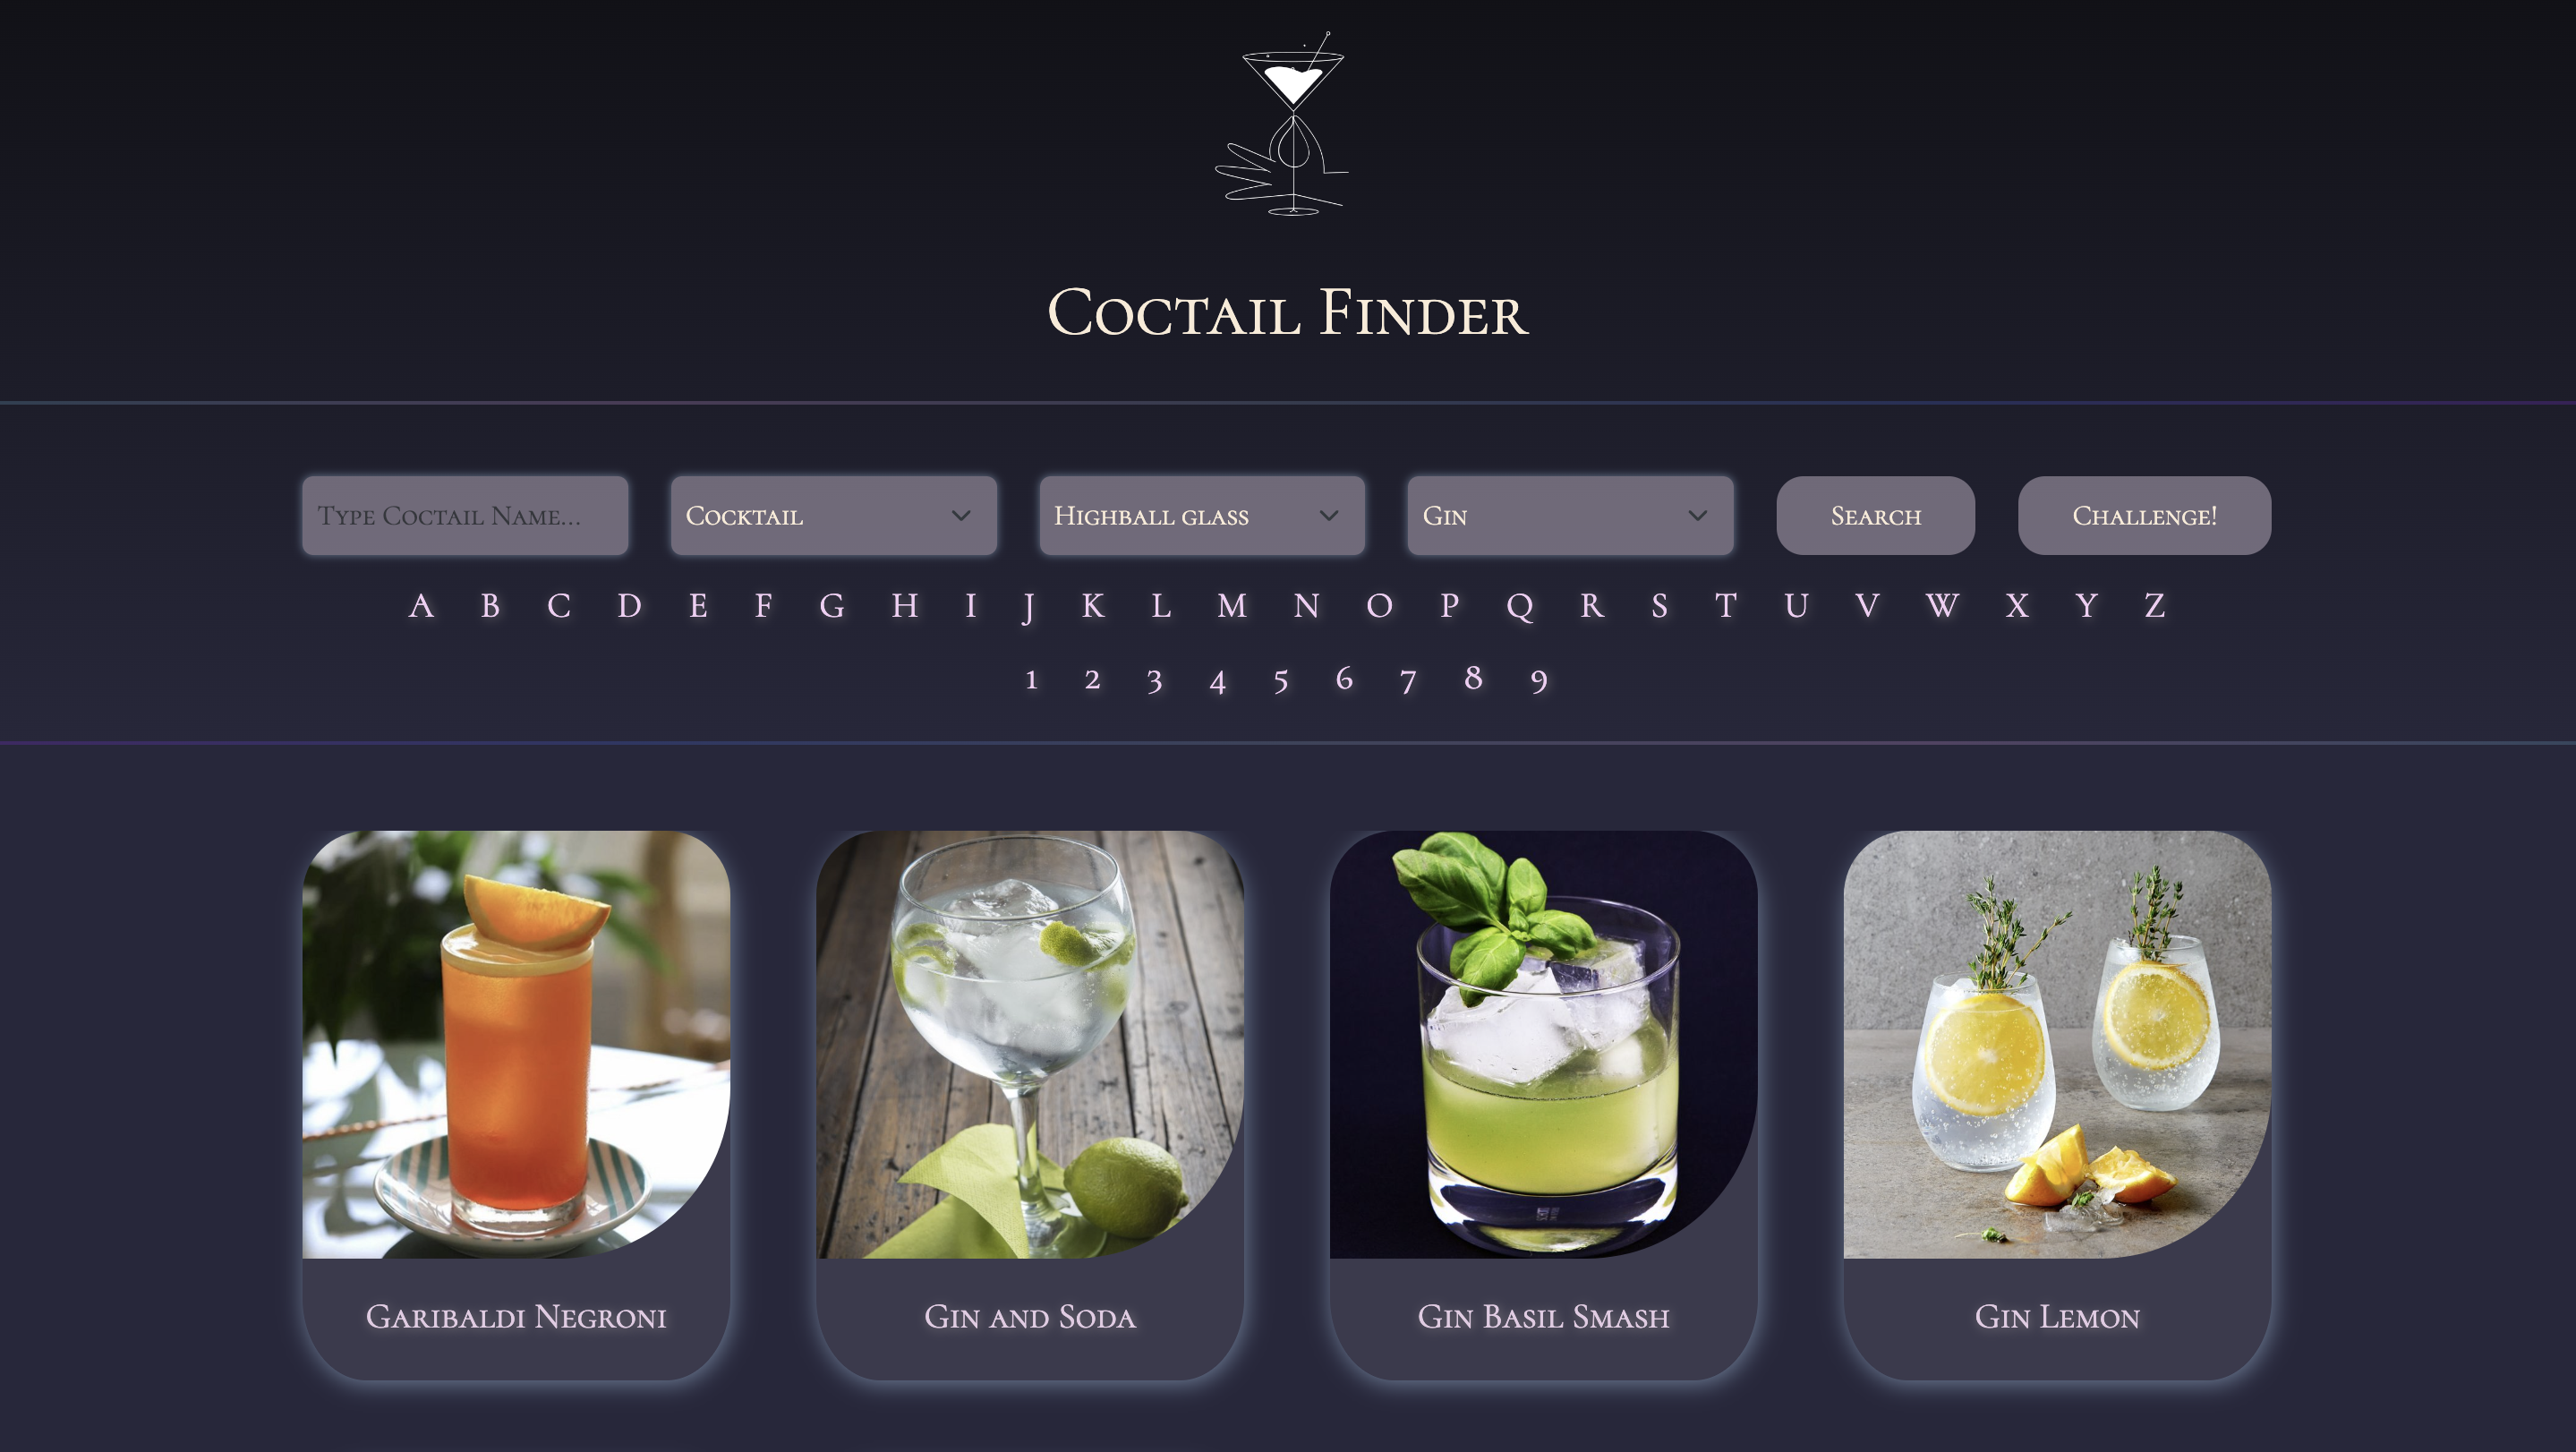 Coctail Finder
Type Coctail Name...
Cocktail
Highball glass
Gin
Search
Challenge!
A B C D E F G H I J K L M N O P Q R S T U V W X Y Z
1 2 3 4 5 6 7 8 9
Garibaldi Negroni
Gin and Soda
Gin Basil Smash
Gin Lemon